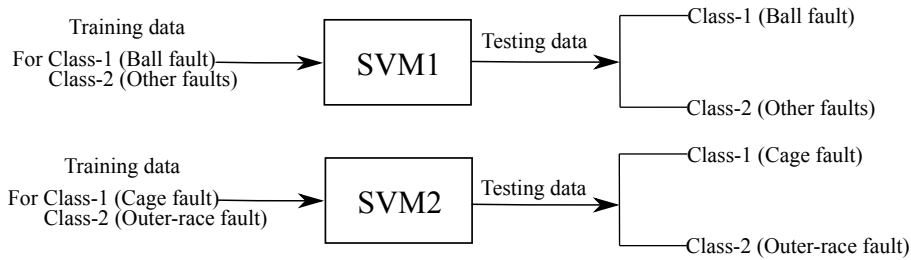 Training data
For Class-1 (Ball fault)
Class-2 (Other faults)
SVM1
Testing data
Class-1 (Ball fault)
Class-2 (Other faults)
Training data
For Class-1 (Cage fault)
Class-2 (Outer-race fault)
SVM2
Testing data
Class-1 (Cage fault)
Class-2 (Outer-race fault)